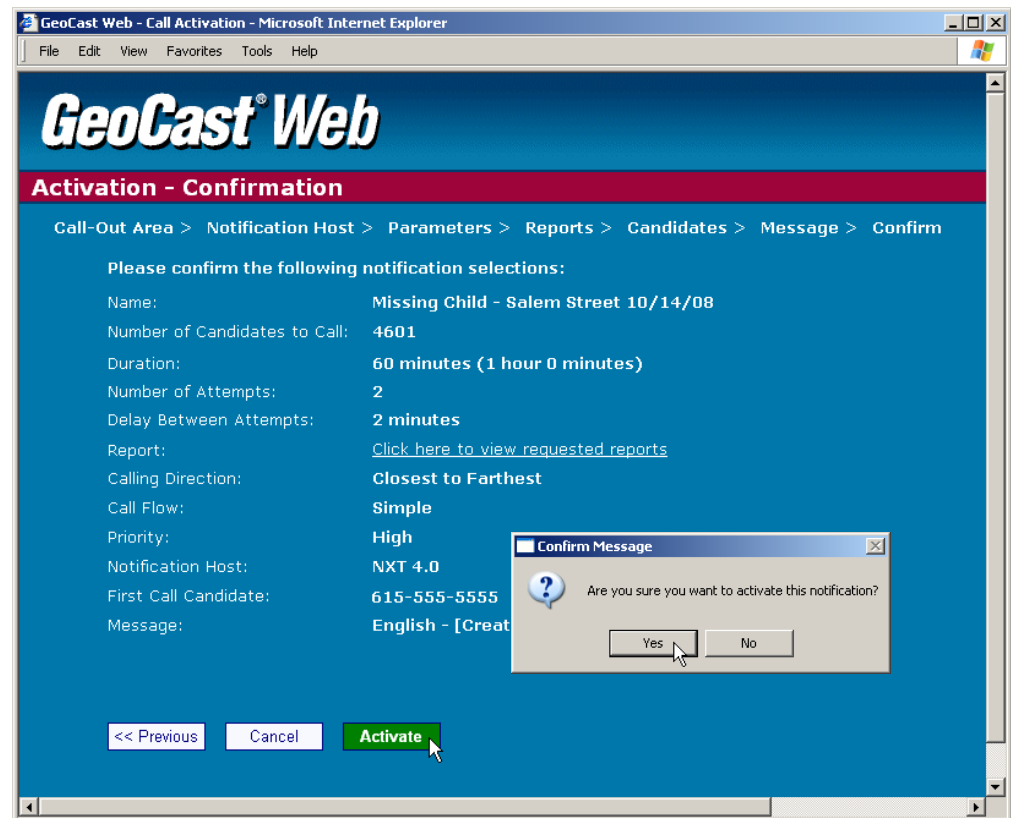 GeoCast Web - Call Activation - Microsoft Internet Explorer
File Edit View Favorites Tools Help
GeoCast® Web
Activation - Confirmation
Call-Out Area > Notification Host > Parameters > Reports > Candidates > Message > Confirm
Please confirm the following notification selections:
Name: Missing Child - Salem Street 10/14/08
Number of Candidates to Call: 4601
Duration: 60 minutes (1 hour 0 minutes)
Number of Attempts: 2
Delay Between Attempts: 2 minutes
Report: Click here to view requested reports
Calling Direction: Closest to Farthest
Call Flow: Simple
Priority: High
Notification Host: NXT 4.0
First Call Candidate: 615-555-5555
Message: English - [Creat
Confirm Message
Are you sure you want to activate this notification?
Yes No
<< Previous Cancel Activate